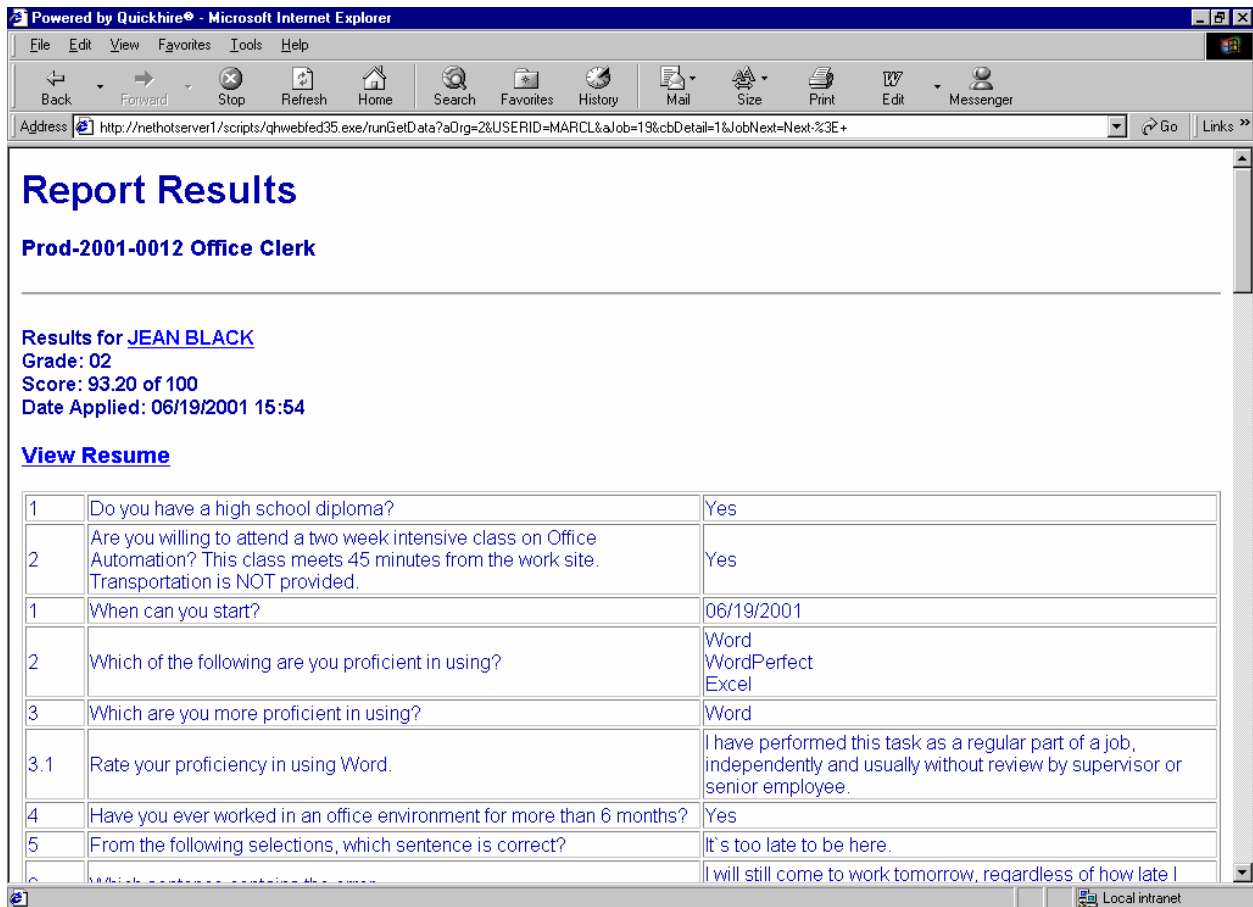 Powered by Quickhire® - Microsoft Internet Explorer
File Edit View Favorites Tools Help
Back Forward Stop Refresh Home Search Favorites History Mail Size Print Edit Messenger
Address http://nethotserver1/scripts/qhwebfed35.exe/runGetData?aOrg=2&USERID=MARCL&aJob=19&cbDetail=1&JobNext=Next-%3E+ Go Links »
Report Results
Prod-2001-0012 Office Clerk
Results for JEAN BLACK
Grade: 02
Score: 93.20 of 100
Date Applied: 06/19/2001 15:54
View Resume
1 Do you have a high school diploma? Yes
2 Are you willing to attend a two week intensive class on Office
Automation? This class meets 45 minutes from the work site.
Transportation is NOT provided.
Yes
1 When can you start? 06/19/2001
2 Which of the following are you proficient in using?
Word
WordPerfect
Excel
3 Which are you more proficient in using? Word
3.1 Rate your proficiency in using Word.
I have performed this task as a regular part of a job,
independently and usually without review by supervisor or
senior employee.
4 Have you ever worked in an office environment for more than 6 months? Yes
5 From the following selections, which sentence is correct? It`s too late to be here.
6 Which sentence contains the error
I will still come to work tomorrow, regardless of how late I
Local intranet